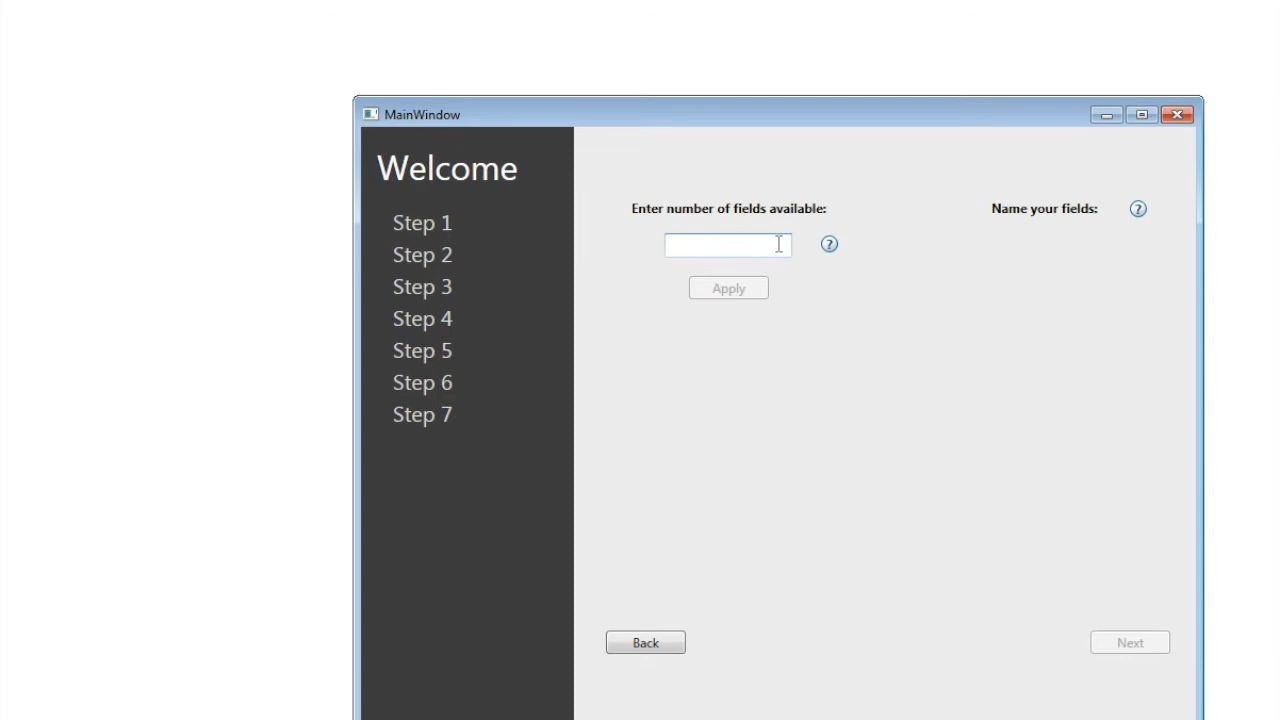 MainWindow
Welcome
Step 1
Step 2
Step 3
Step 4
Step 5
Step 6
Step 7
Enter number of fields available:
?
Apply
Name your fields: ?
Back
Next